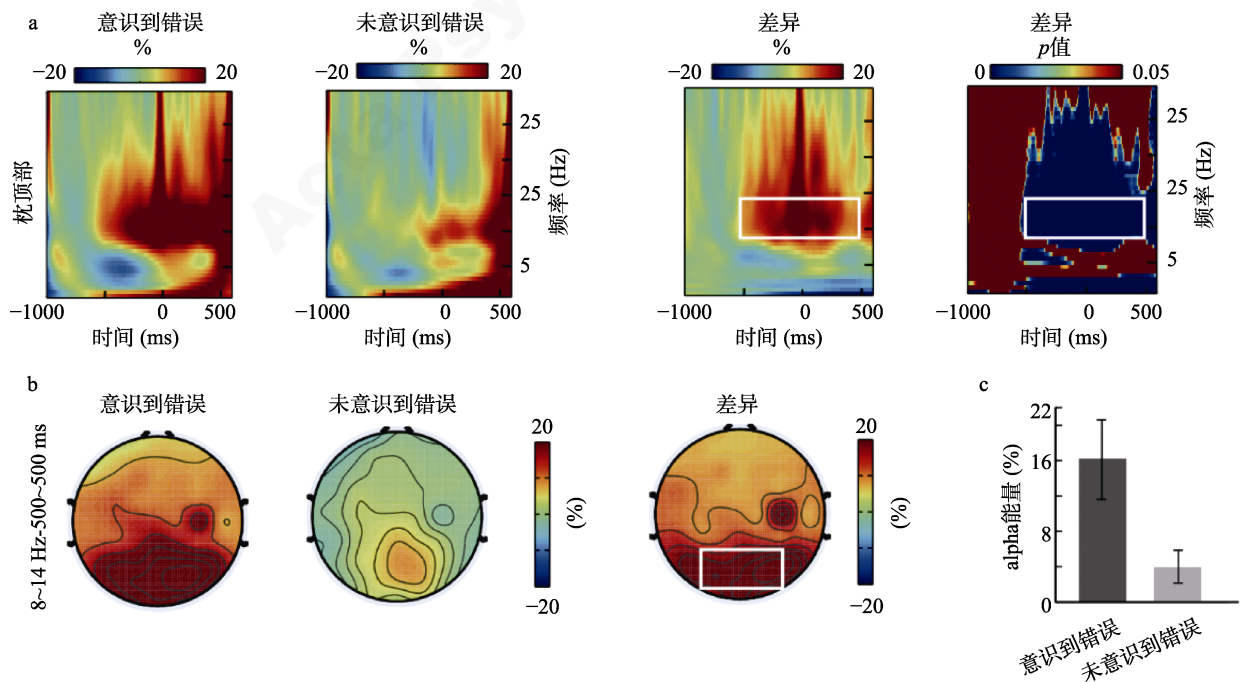 a
意识到错误
%
−20 20
未意识到错误
%
−20 20
差异
%
−20 20
差异
p值
0 0.05
枕顶部
25
25
5
频率 (Hz)
25
25
5
频率 (Hz)
−1000 0 500
时间 (ms)
−1000 0 500
时间 (ms)
−1000 0 500
时间 (ms)
−1000 0 500
时间 (ms)
b
意识到错误
未意识到错误
差异
8~14 Hz-500~500 ms
20
(%)
−20
20
(%)
−20
c
22
16
8
0
alpha能量 (%)
意识到错误
未意识到错误